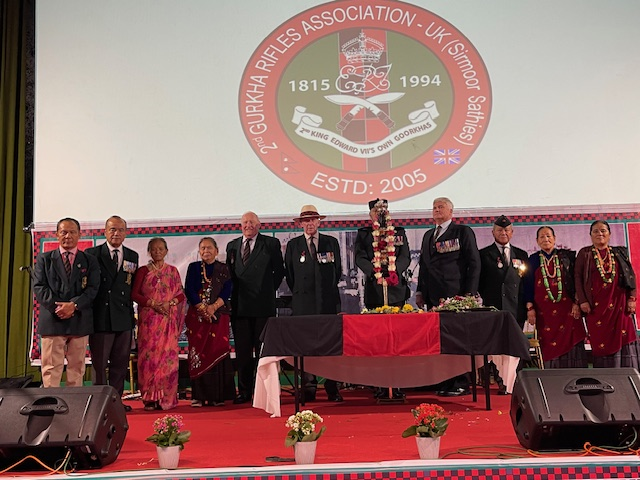 2nd GURKHA RIFLES ASSOCIATION - UK (Sirmoor Sathies)
1815 1994
2ND KING EDWARD VII'S OWN GOORKHAS
ESTD: 2005